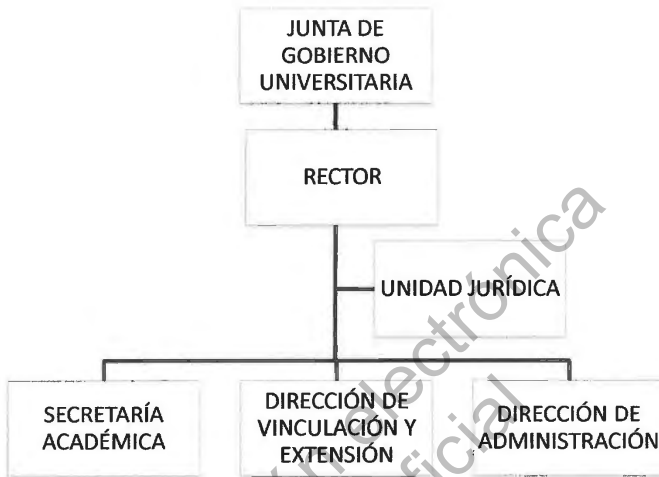 JUNTA DE
GOBIERNO
UNIVERSITARIA
RECTOR
UNIDAD JURÍDICA
SECRETARÍA
ACADÉMICA
DIRECCIÓN DE
VINCULACIÓN Y
EXTENSIÓN
DIRECCIÓN DE
ADMINISTRACIÓN
electrónica
oficial